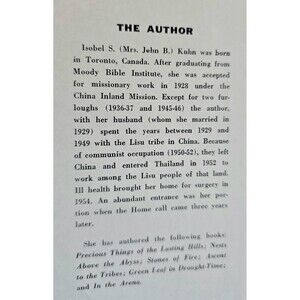 THE AUTHOR
Isobel S. (Mrs. John B.) Kuhn was born
in Toronto, Canada. After graduating from
Moody Bible Institute, she was accepted
for missionary work in 1928 under the
China Inland Mission. Except for two fur-
loughs (1936-37 and 1945-46) the author,
with her husband (whom she married in
1929) spent the years between 1929 and
1949 with the Lisu tribe in China. Because
of communist occupation (1950-52), they left
China and entered Thailand in 1952 to
work among the Lisu people of that land.
Ill health brought her home for surgery in
1954. An abundant entrance was her por-
tion when the Home call came three years
later.
She has authored the following books:
Precious Things of the Lasting Hills; Nests
Above the Abyss; Stones of Fire; Ascent
to the Tribes; Green Leaf in Drought-Time;
and In the Arena.